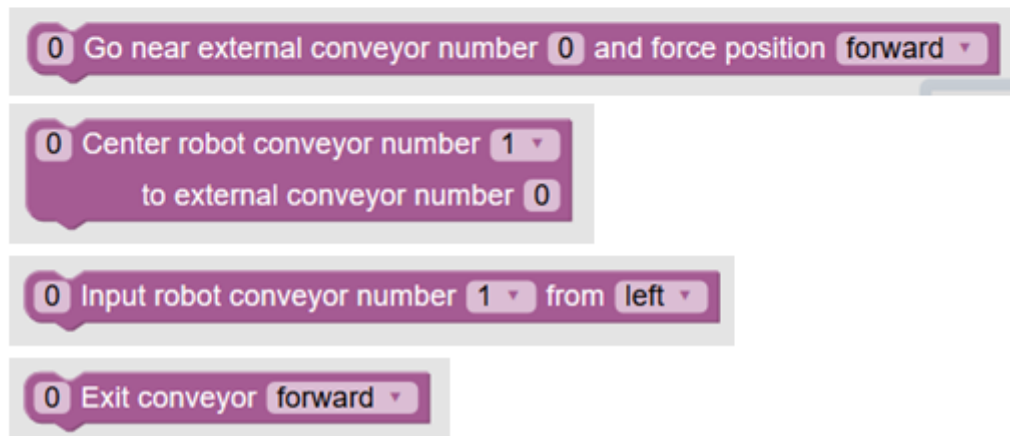 0 Go near external conveyor number 0 and force position forward
0 Center robot conveyor number 1
to external conveyor number 0
0 Input robot conveyor number 1 from left
0 Exit conveyor forward